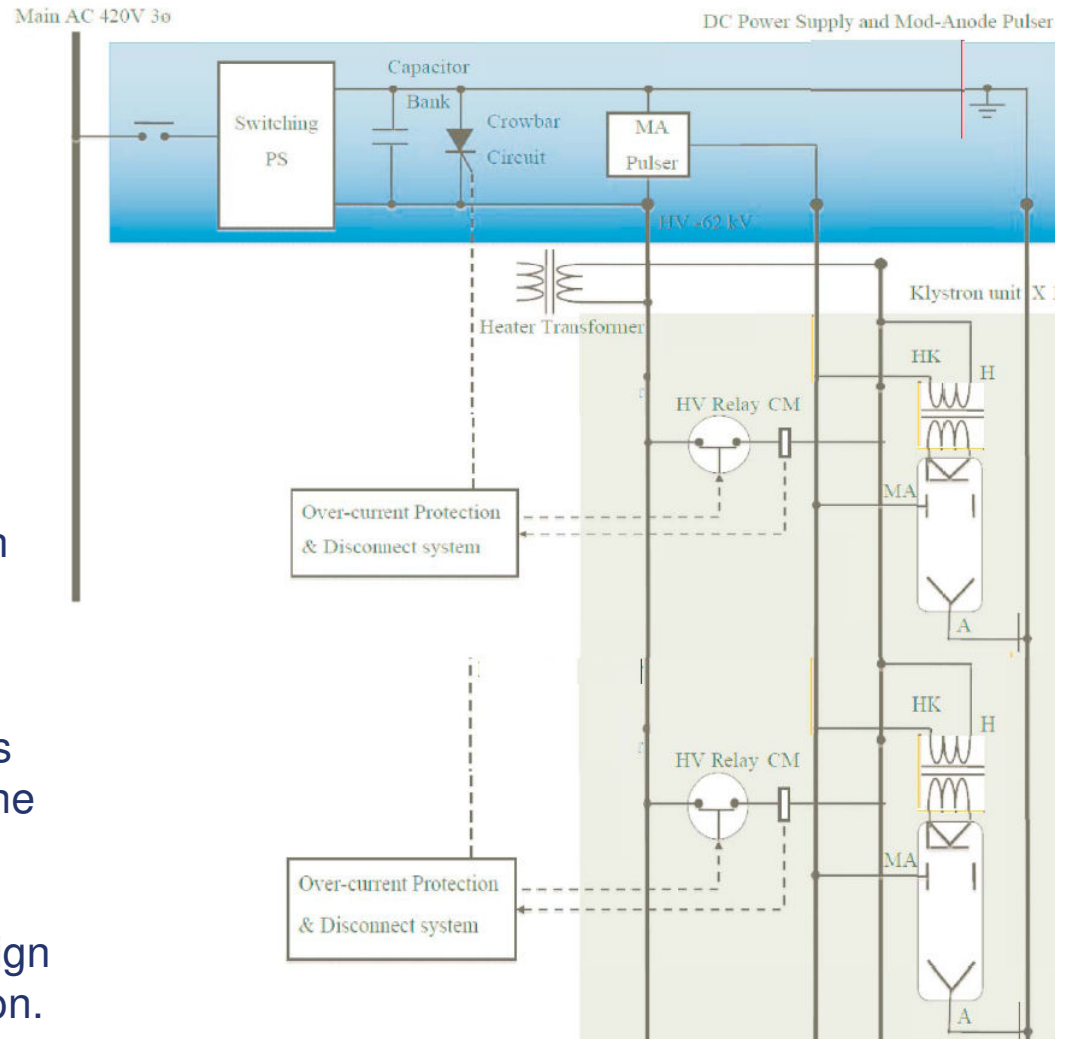 Main AC 420V 3ø
DC Power Supply and Mod-Anode Pulser
Capacitor
Bank
Switching
PS
Crowbar
Circuit
MA
Pulser
HV -62 kV
Heater Transformer
Klystron unit X
HK
H
HV Relay CM
MA
Over-current Protection
& Disconnect system
A
HK
H
HV Relay CM
MA
Over-current Protection
& Disconnect system
A
on.